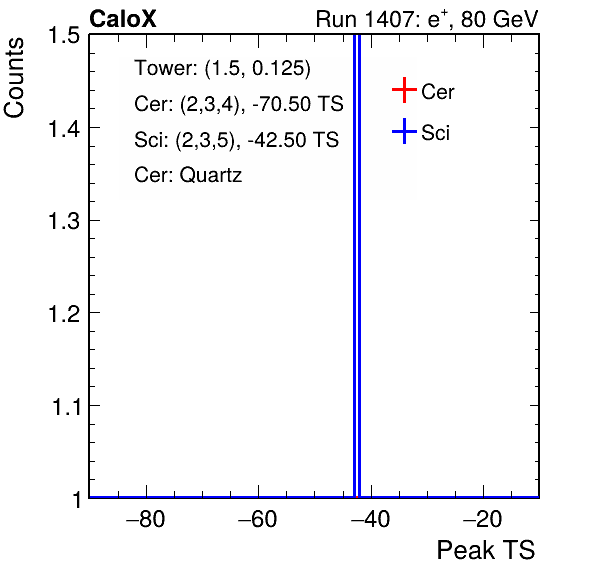 CaloX Run 1407: e⁺, 80 GeV
Counts
1.5
1.4
1.3
1.2
1.1
1
Tower: (1.5, 0.125)
Cer: (2,3,4), -70.50 TS
Sci: (2,3,5), -42.50 TS
Cer: Quartz
Cer
Sci
−80 −60 −40 −20
Peak TS